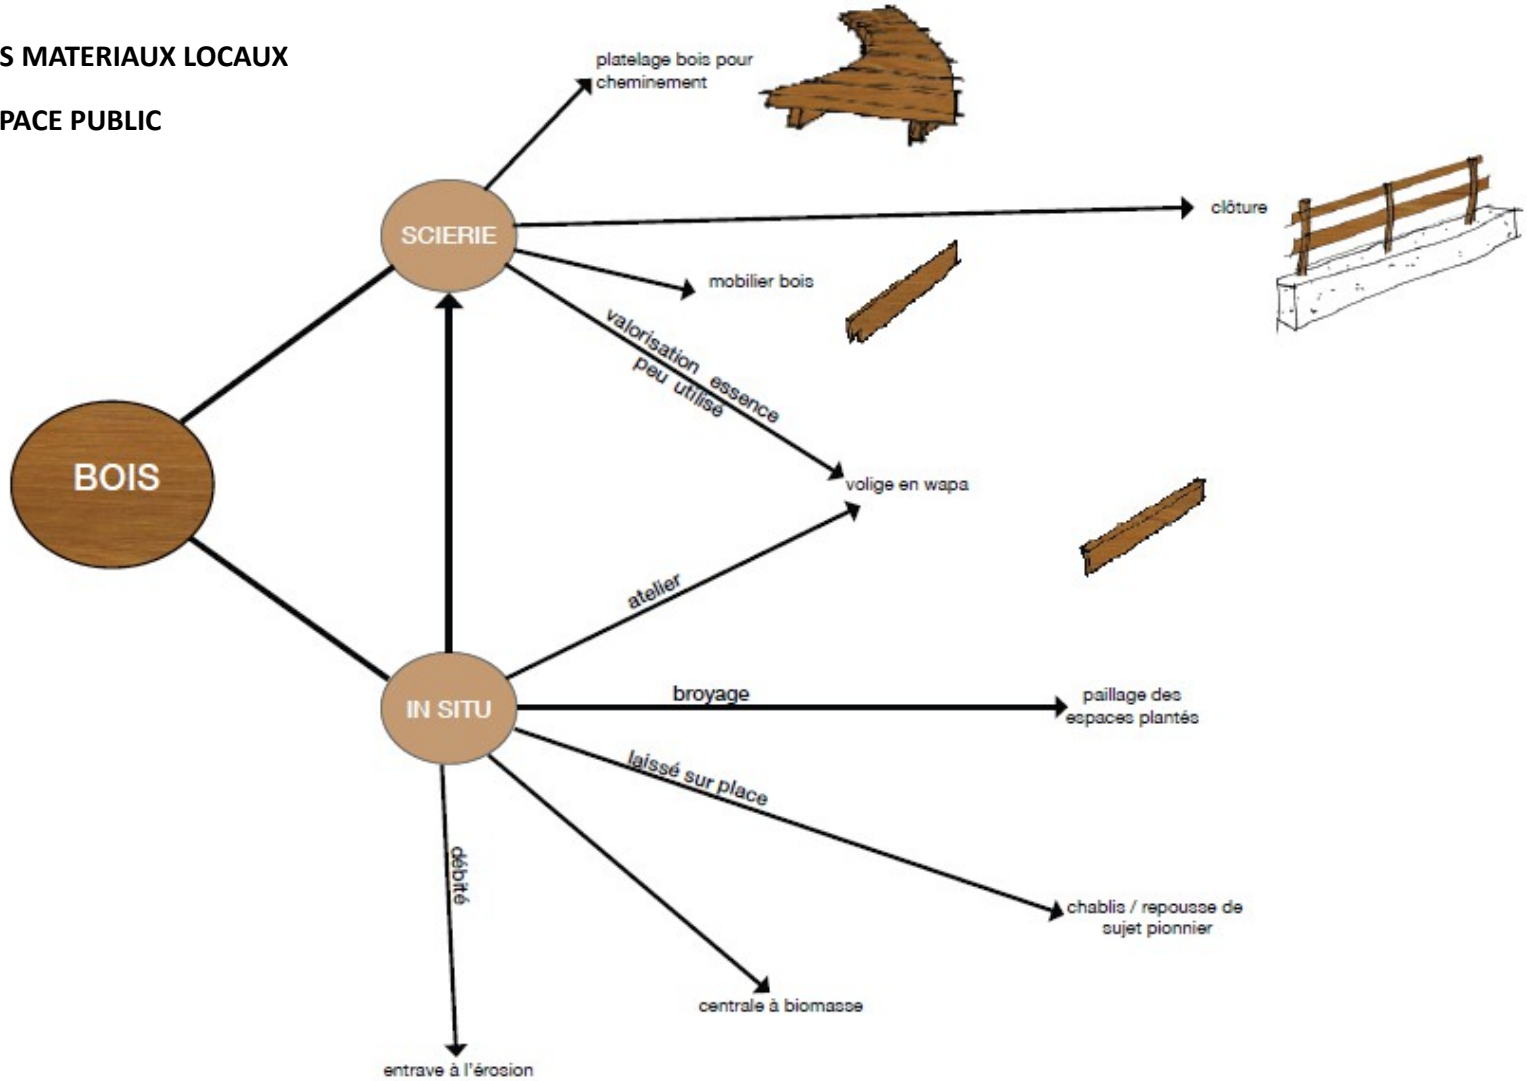 S MATERIAUX LOCAUX
PACE PUBLIC
platelage bois pour
cheminement
SCIERIE
clôture
mobilier bois
valorisation essence
peu utilisé
BOIS
volige en wapa
atelier
IN SITU
broyage
paillage des
espaces plantés
laissé sur place
débité
chablis / repousse de
sujet pionnier
centrale à biomasse
entrave à l'érosion